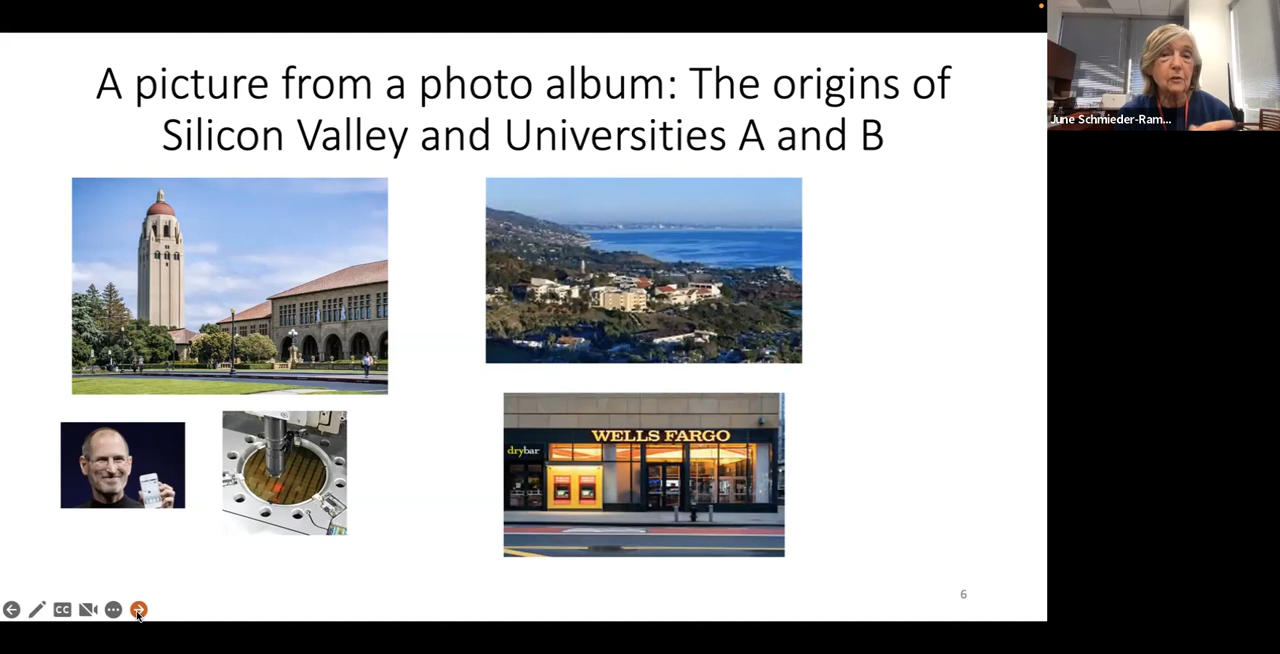 A picture from a photo album: The origins of
Silicon Valley and Universities A and B
June Schmieder-Ram...
WELLS FARGO
drybar
6
CC